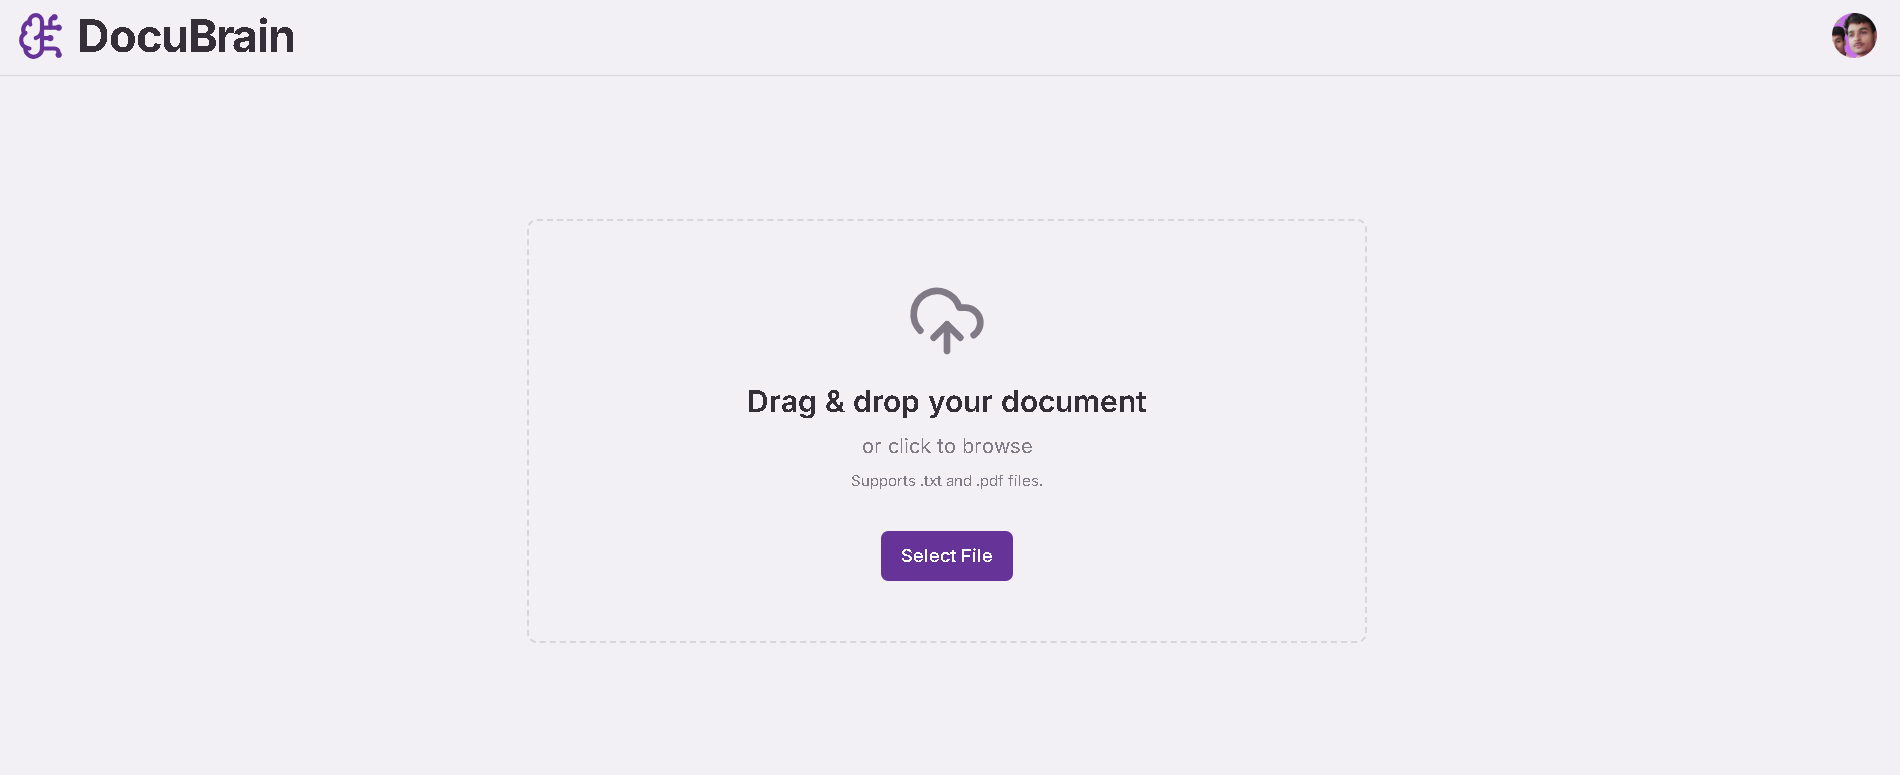 DocuBrain
Drag & drop your document
or click to browse
Supports .txt and .pdf files.
Select File